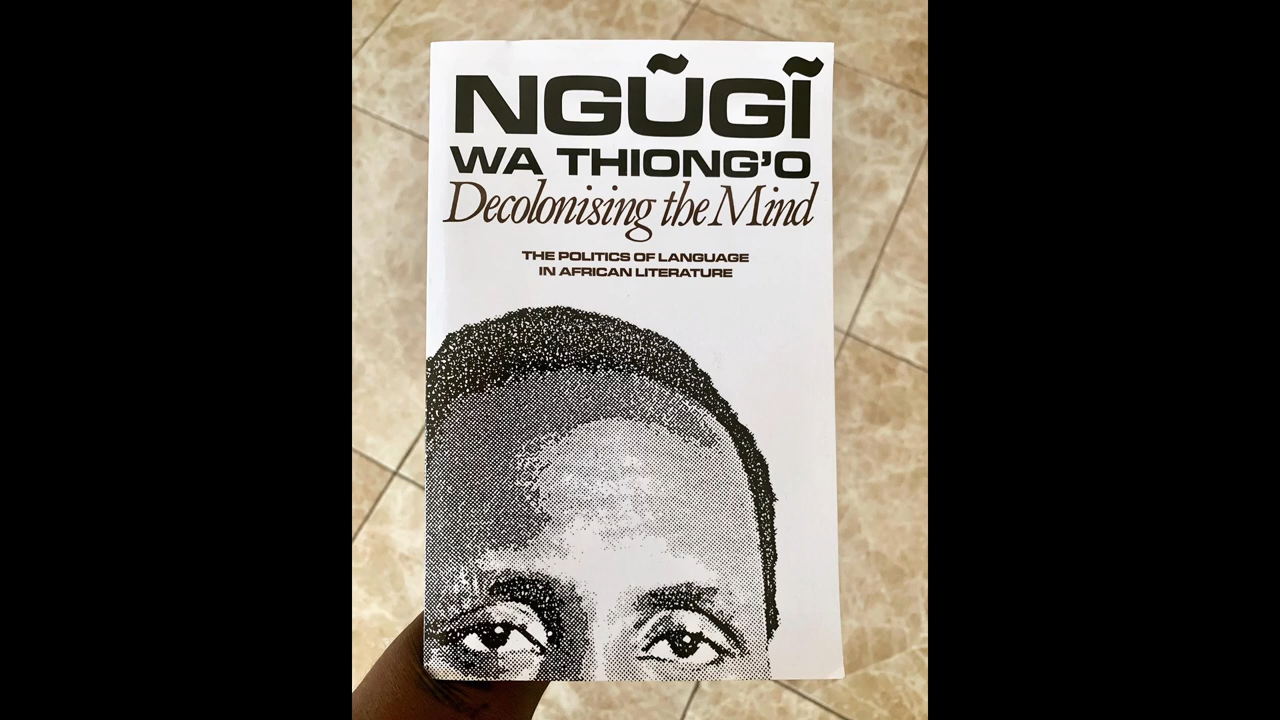 NGŨGĨ
WA THIONG'O
Decolonising the Mind
THE POLITICS OF LANGUAGE
IN AFRICAN LITERATURE